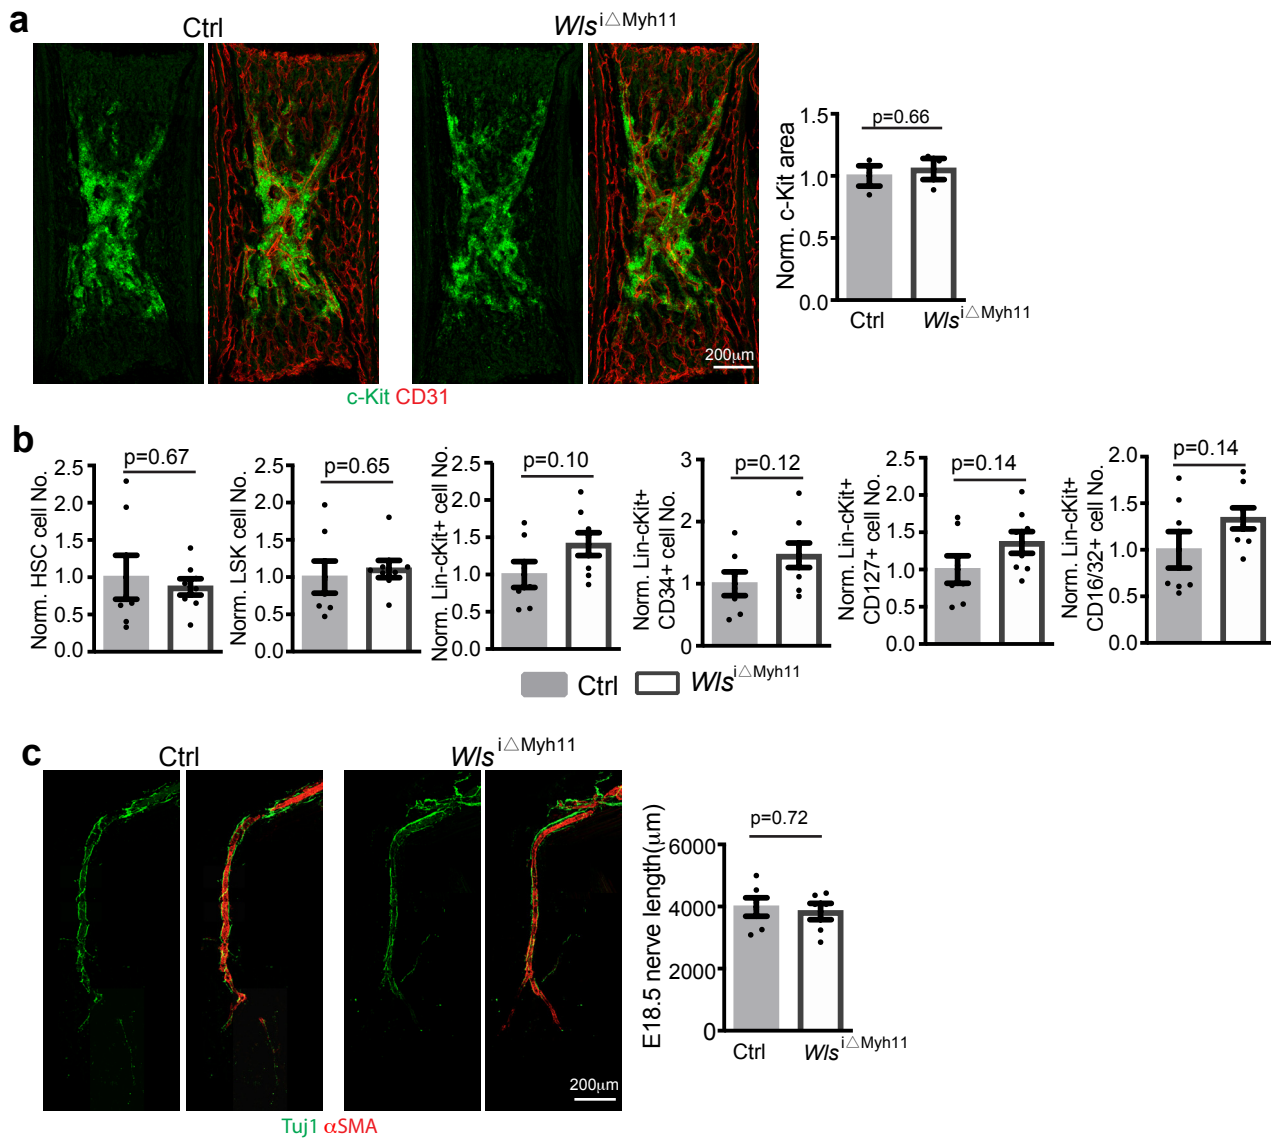 a
Ctrl
Wls i△Myh11
200μm
c-Kit CD31
Norm. c-Kit area
1.5
1.0
0.5
0.0
p=0.66
Ctrl
Wls i△Myh11
b
Norm. HSC cell No.
2.5
2.0
1.5
1.0
0.5
0.0
p=0.67
Norm. LSK cell No.
2.5
2.0
1.5
1.0
0.5
0.0
p=0.65
Norm. Lin-cKit+ cell No.
2.5
2.0
1.5
1.0
0.5
0.0
p=0.10
Norm. Lin-cKit+
CD34+ cell No.
3
2
1
0
p=0.12
Norm. Lin-cKit+
CD127+ cell No.
2.5
2.0
1.5
1.0
0.5
0.0
p=0.14
Norm. Lin-cKit+
CD16/32+ cell No.
2.0
1.5
1.0
0.5
0.0
p=0.14
Ctrl
Wls i△Myh11
c
Ctrl
Wls i△Myh11
200μm
Tuj1 αSMA
E18.5 nerve length(μm)
6000
4000
2000
0
p=0.72
Ctrl
Wls i△Myh11